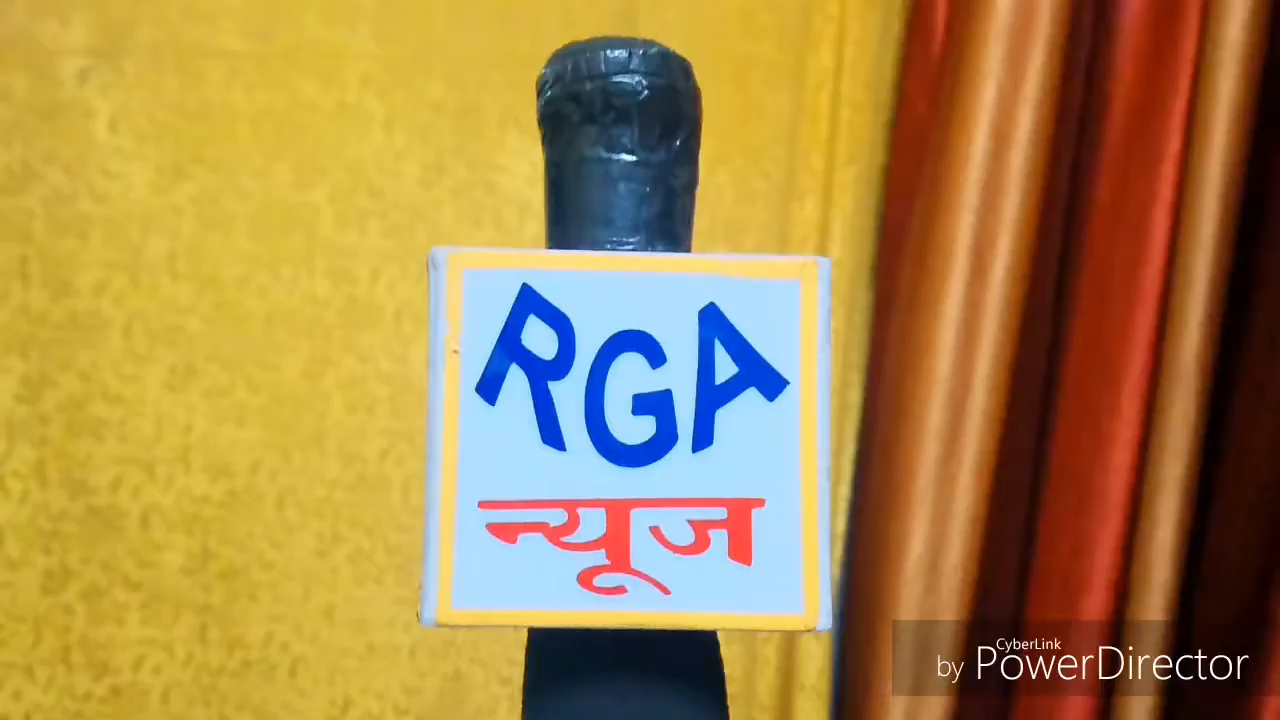 RGA
न्यूज
CyberLink
by PowerDirector